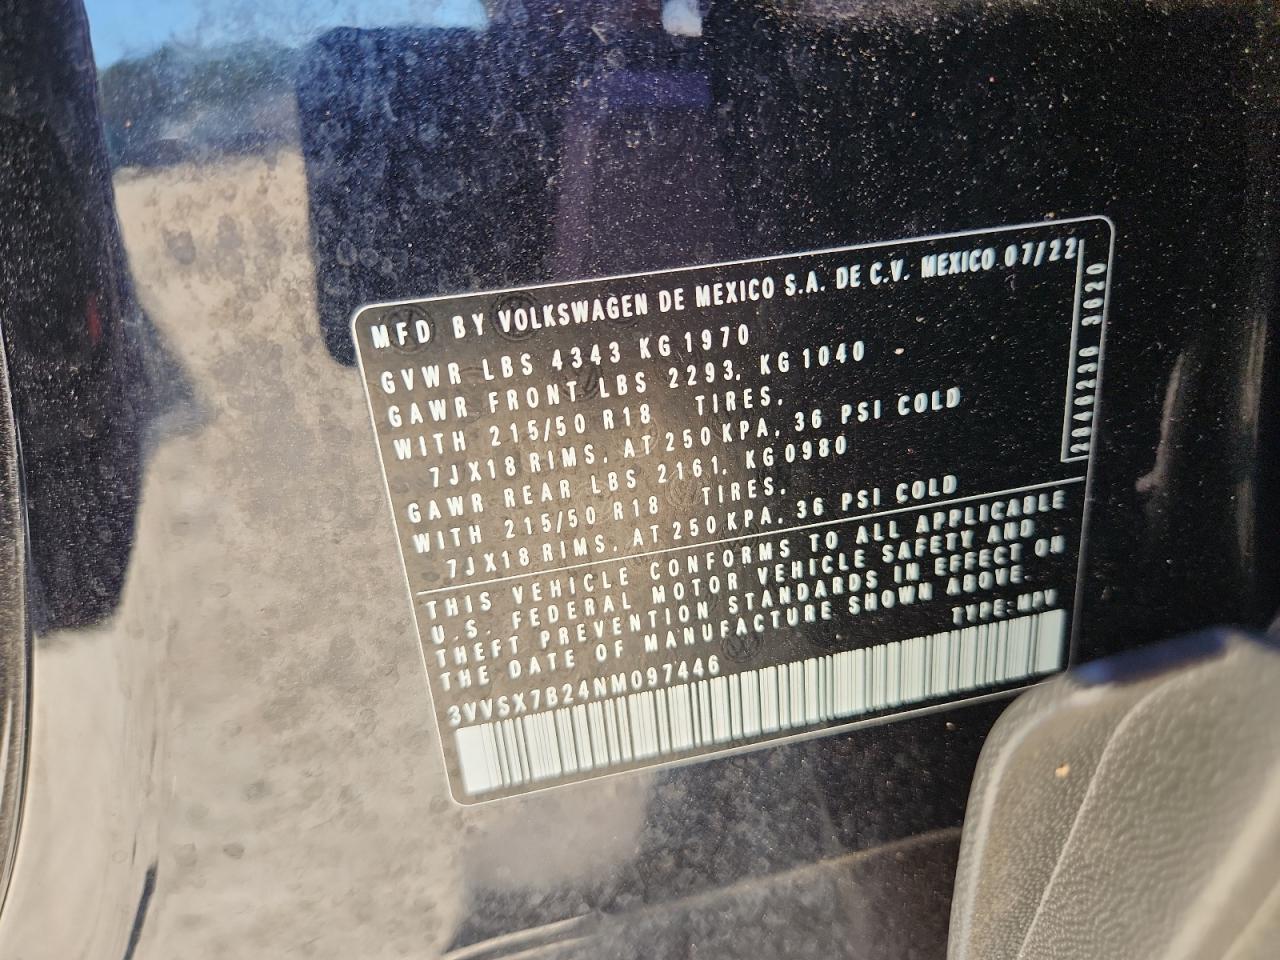 MFD BY VOLKSWAGEN DE MEXICO S.A. DE C.V. MEXICO 07/22
GVWR LBS 4343 KG 1970
GAWR FRONT LBS 2293, KG 1040
WITH 215/50 R18 TIRES,
7JX18 RIMS, AT 250 KPA, 36 PSI COLD
GAWR REAR LBS 2161, KG 0980
WITH 215/50 R18 TIRES,
7JX18 RIMS, AT 250 KPA, 36 PSI COLD
THIS VEHICLE CONFORMS TO ALL APPLICABLE
U.S. FEDERAL MOTOR VEHICLE SAFETY AND
THEFT PREVENTION STANDARDS IN EFFECT ON
THE DATE OF MANUFACTURE SHOWN ABOVE.
TYPE: MPV
3VVSX7B24NM097446